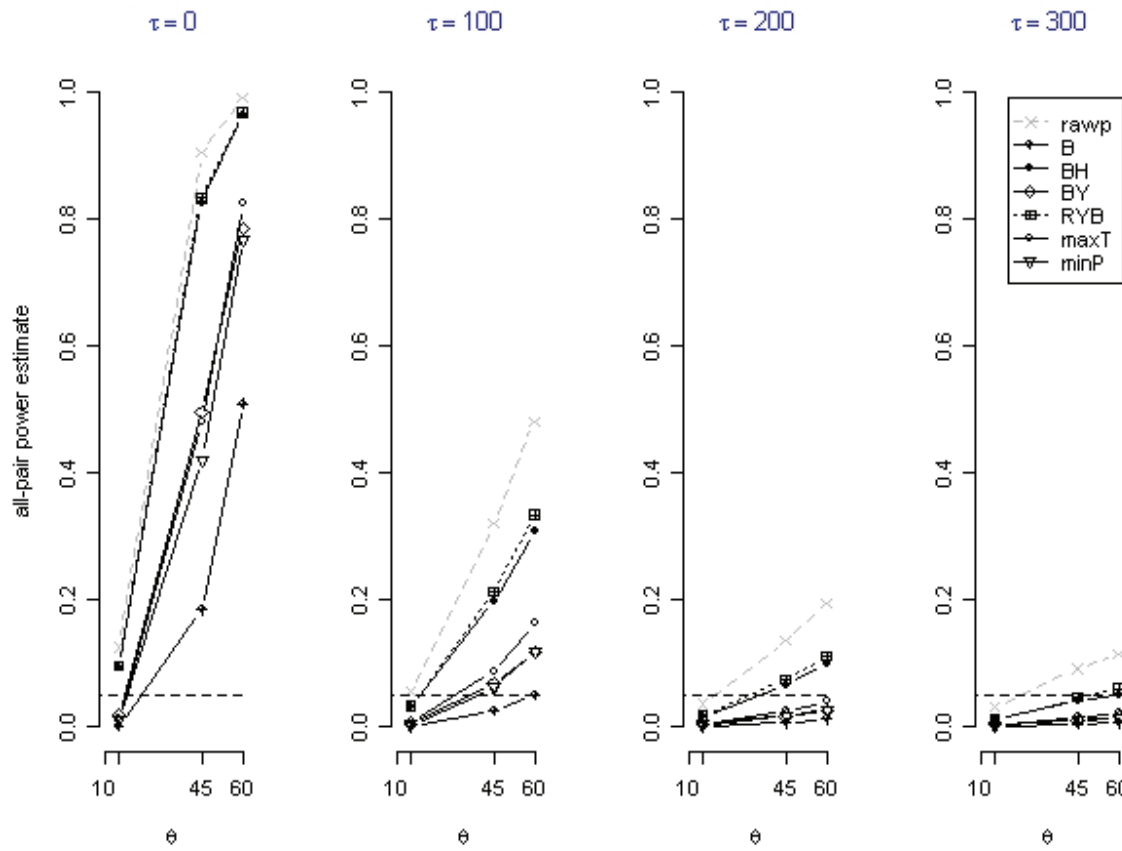 τ = 0
τ = 100
τ = 200
τ = 300
all-pair power estimate
0.0 0.2 0.4 0.6 0.8 1.0
0.0 0.2 0.4 0.6 0.8 1.0
0.0 0.2 0.4 0.6 0.8 1.0
0.0 0.2 0.4 0.6 0.8 1.0
rawp
B
BH
BY
RYB
maxT
minP
10 45 60
10 45 60
10 45 60
10 45 60
θ
θ
θ
θ